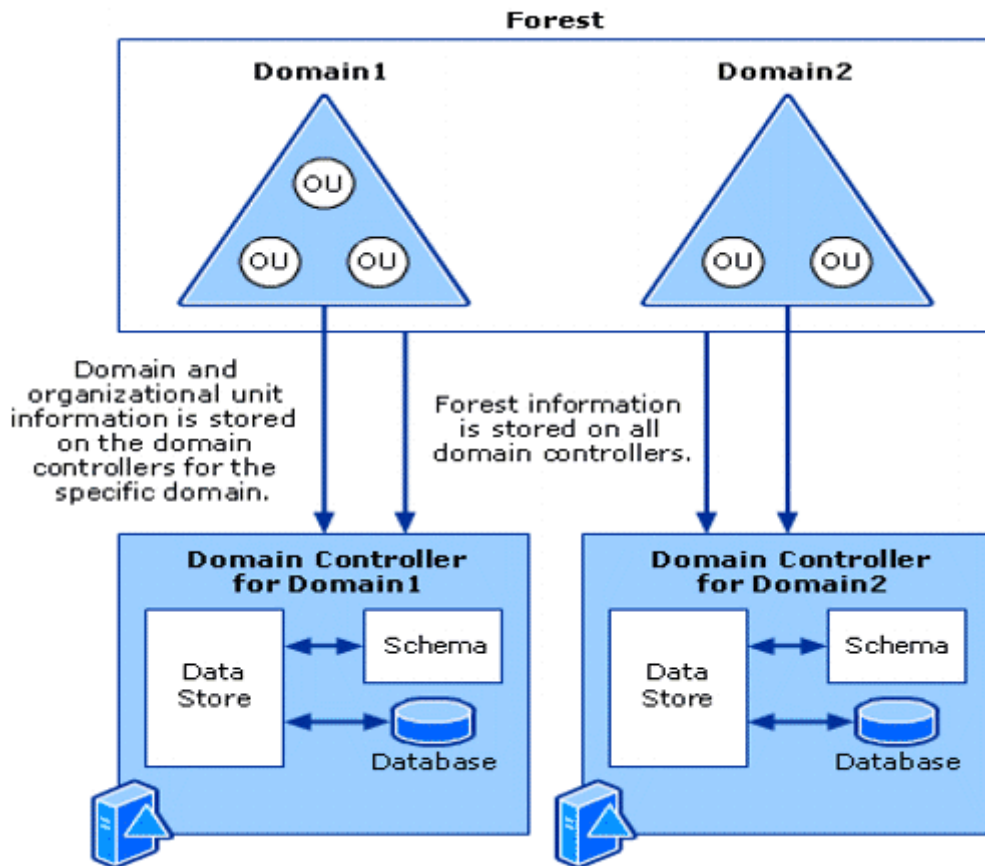 Forest
Domain1
Domain2
OU
OU
OU
OU
OU
Domain and
organizational unit
information is stored
on the domain
controllers for the
specific domain.
Forest information
is stored on all
domain controllers.
Domain Controller
for Domain1
Data
Store
Schema
Database
Domain Controller
for Domain2
Data
Store
Schema
Database